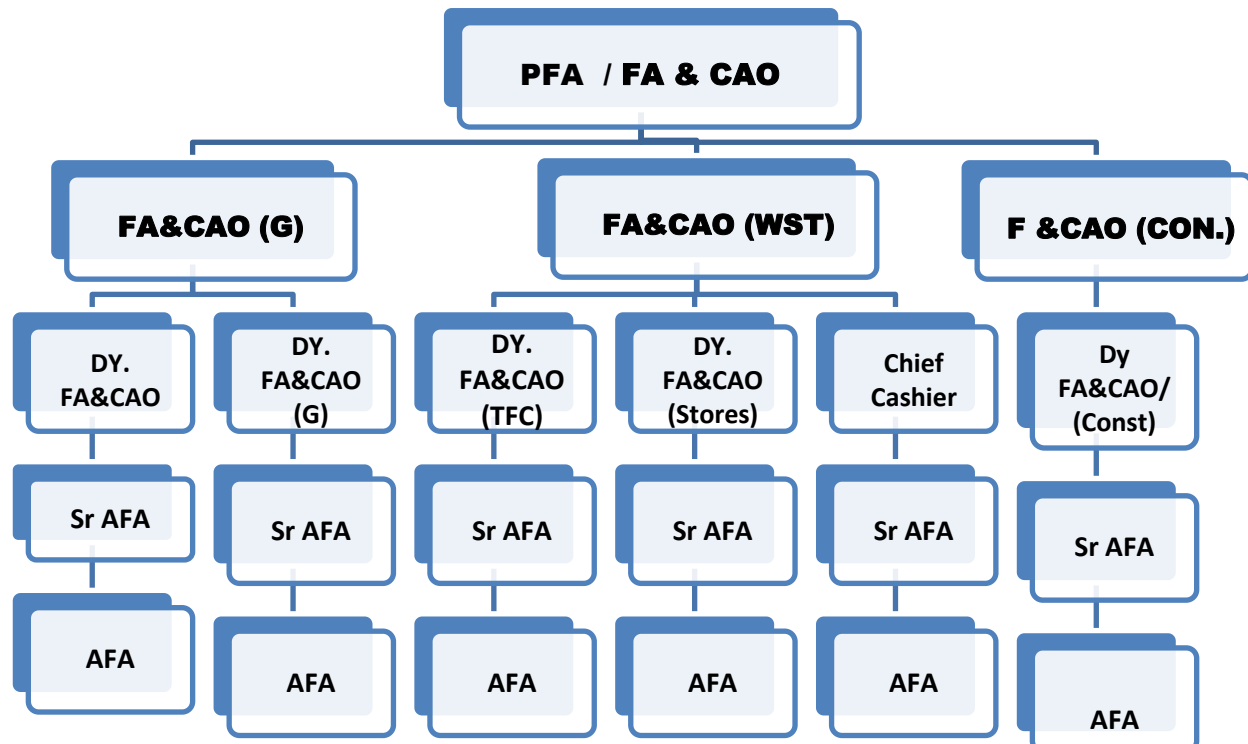 PFA / FA & CAO
FA&CAO (G)
FA&CAO (WST)
F &CAO (CON.)
DY.
FA&CAO
DY.
FA&CAO
(G)
DY.
FA&CAO
(TFC)
DY.
FA&CAO
(Stores)
Chief
Cashier
Dy
FA&CAO/
(Const)
Sr AFA
Sr AFA
Sr AFA
Sr AFA
Sr AFA
Sr AFA
AFA
AFA
AFA
AFA
AFA
AFA